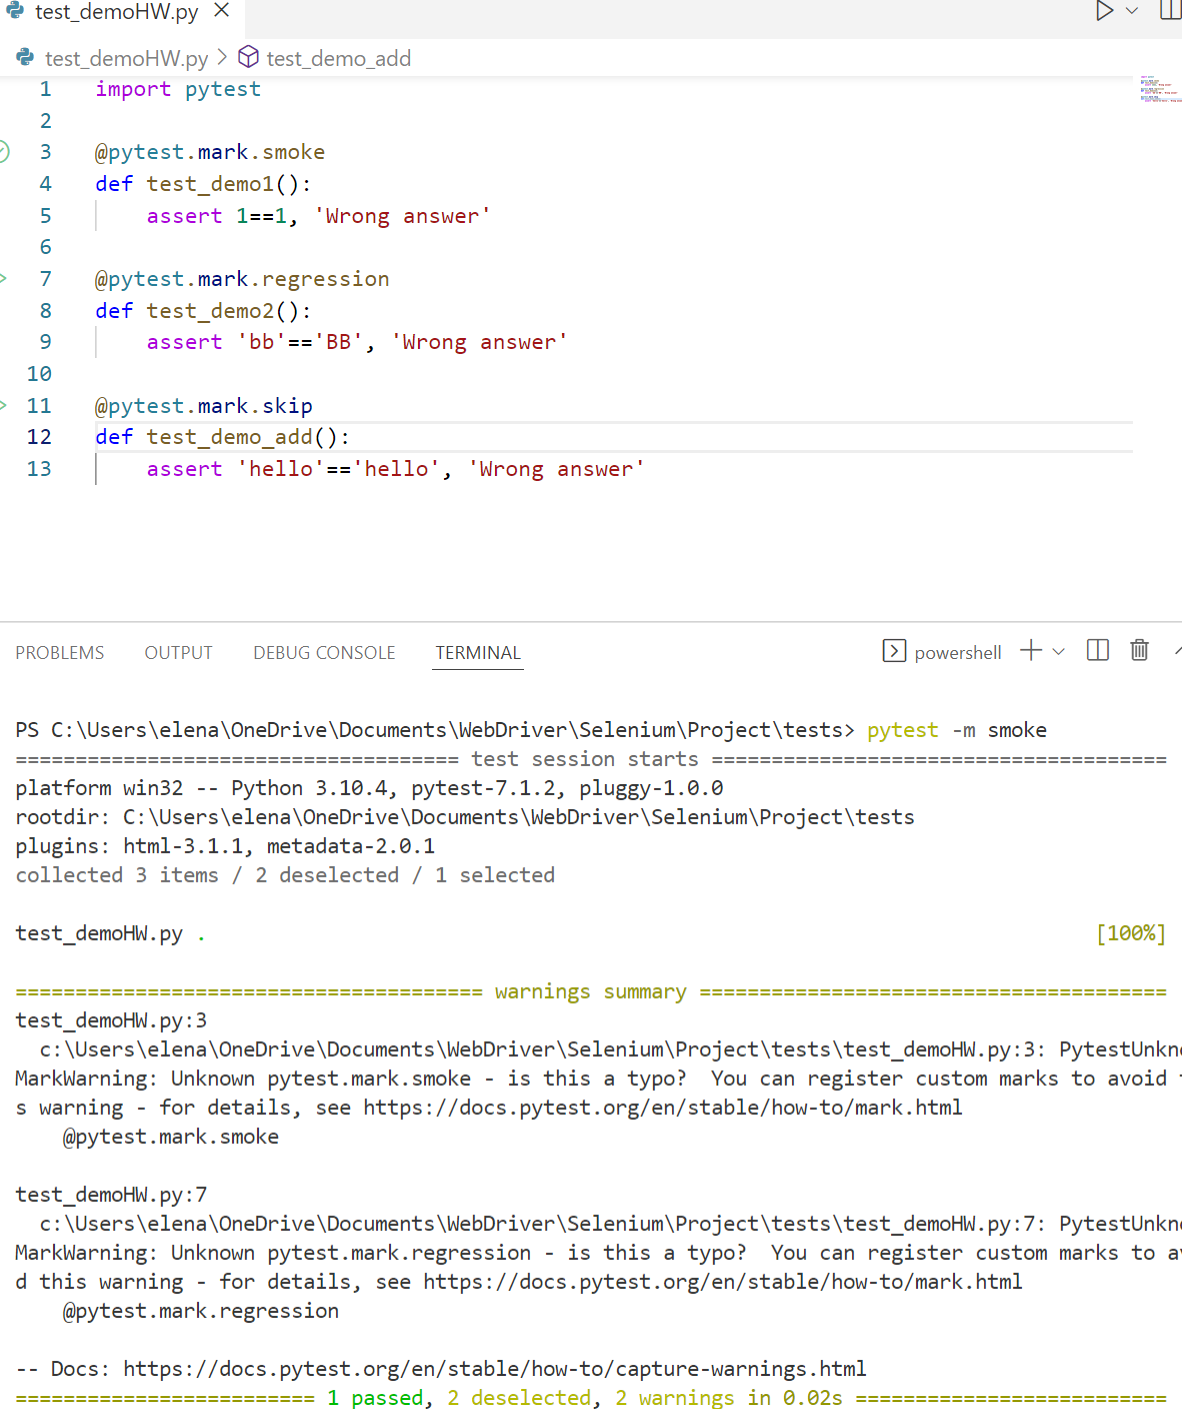 test_demoHW.py
test_demoHW.py > test_demo_add
1 import pytest
2
3 @pytest.mark.smoke
4 def test_demo1():
5     assert 1==1, 'Wrong answer'
6
7 @pytest.mark.regression
8 def test_demo2():
9     assert 'bb'=='BB', 'Wrong answer'
10
11 @pytest.mark.skip
12 def test_demo_add():
13     assert 'hello'=='hello', 'Wrong answer'
PROBLEMS OUTPUT DEBUG CONSOLE TERMINAL powershell
PS C:\Users\elena\OneDrive\Documents\WebDriver\Selenium\Project\tests> pytest -m smoke
===================================== test session starts ======================================
platform win32 -- Python 3.10.4, pytest-7.1.2, pluggy-1.0.0
rootdir: C:\Users\elena\OneDrive\Documents\WebDriver\Selenium\Project\tests
plugins: html-3.1.1, metadata-2.0.1
collected 3 items / 2 deselected / 1 selected
test_demoHW.py . [100%]
======================================= warnings summary =======================================
test_demoHW.py:3
  c:\Users\elena\OneDrive\Documents\WebDriver\Selenium\Project\tests\test_demoHW.py:3: PytestUnkn
MarkWarning: Unknown pytest.mark.smoke - is this a typo?  You can register custom marks to avoid
s warning - for details, see https://docs.pytest.org/en/stable/how-to/mark.html
    @pytest.mark.smoke
test_demoHW.py:7
  c:\Users\elena\OneDrive\Documents\WebDriver\Selenium\Project\tests\test_demoHW.py:7: PytestUnkn
MarkWarning: Unknown pytest.mark.regression - is this a typo?  You can register custom marks to a
d this warning - for details, see https://docs.pytest.org/en/stable/how-to/mark.html
    @pytest.mark.regression
-- Docs: https://docs.pytest.org/en/stable/how-to/capture-warnings.html
========================= 1 passed, 2 deselected, 2 warnings in 0.02s ==========================